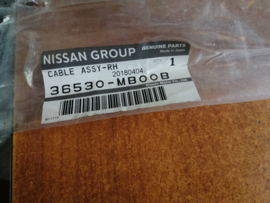 NISSAN GROUP
GENUINE PARTS
CABLE ASSY-RH
20180404
1
36530-MB00B